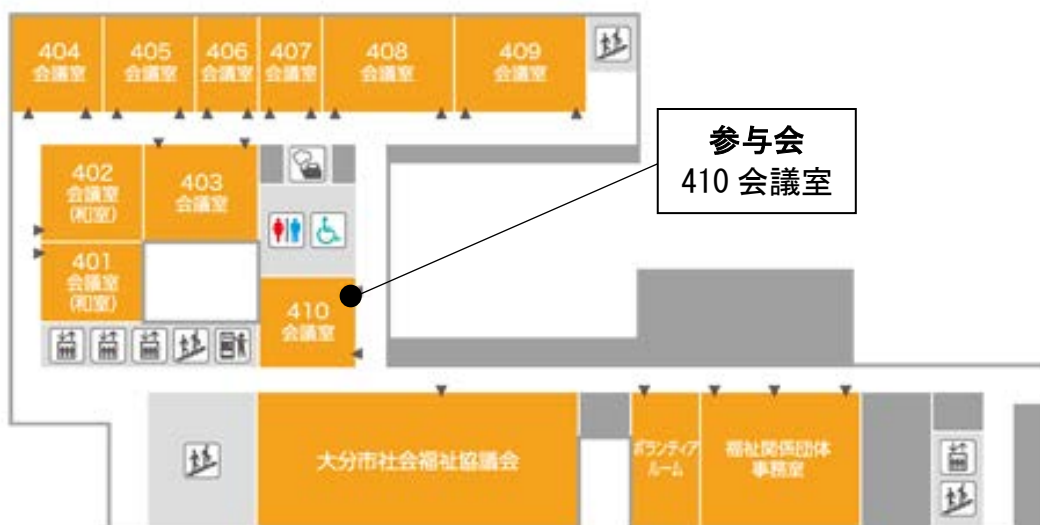 404
会議室
405
会議室
406
会議室
407
会議室
408
会議室
409
会議室
参与会
410 会議室
402
会議室
(和室)
403
会議室
401
会議室
(和室)
410
会議室
大分市社会福祉協議会
ボランティア
ルーム
福祉関係団体
事務室